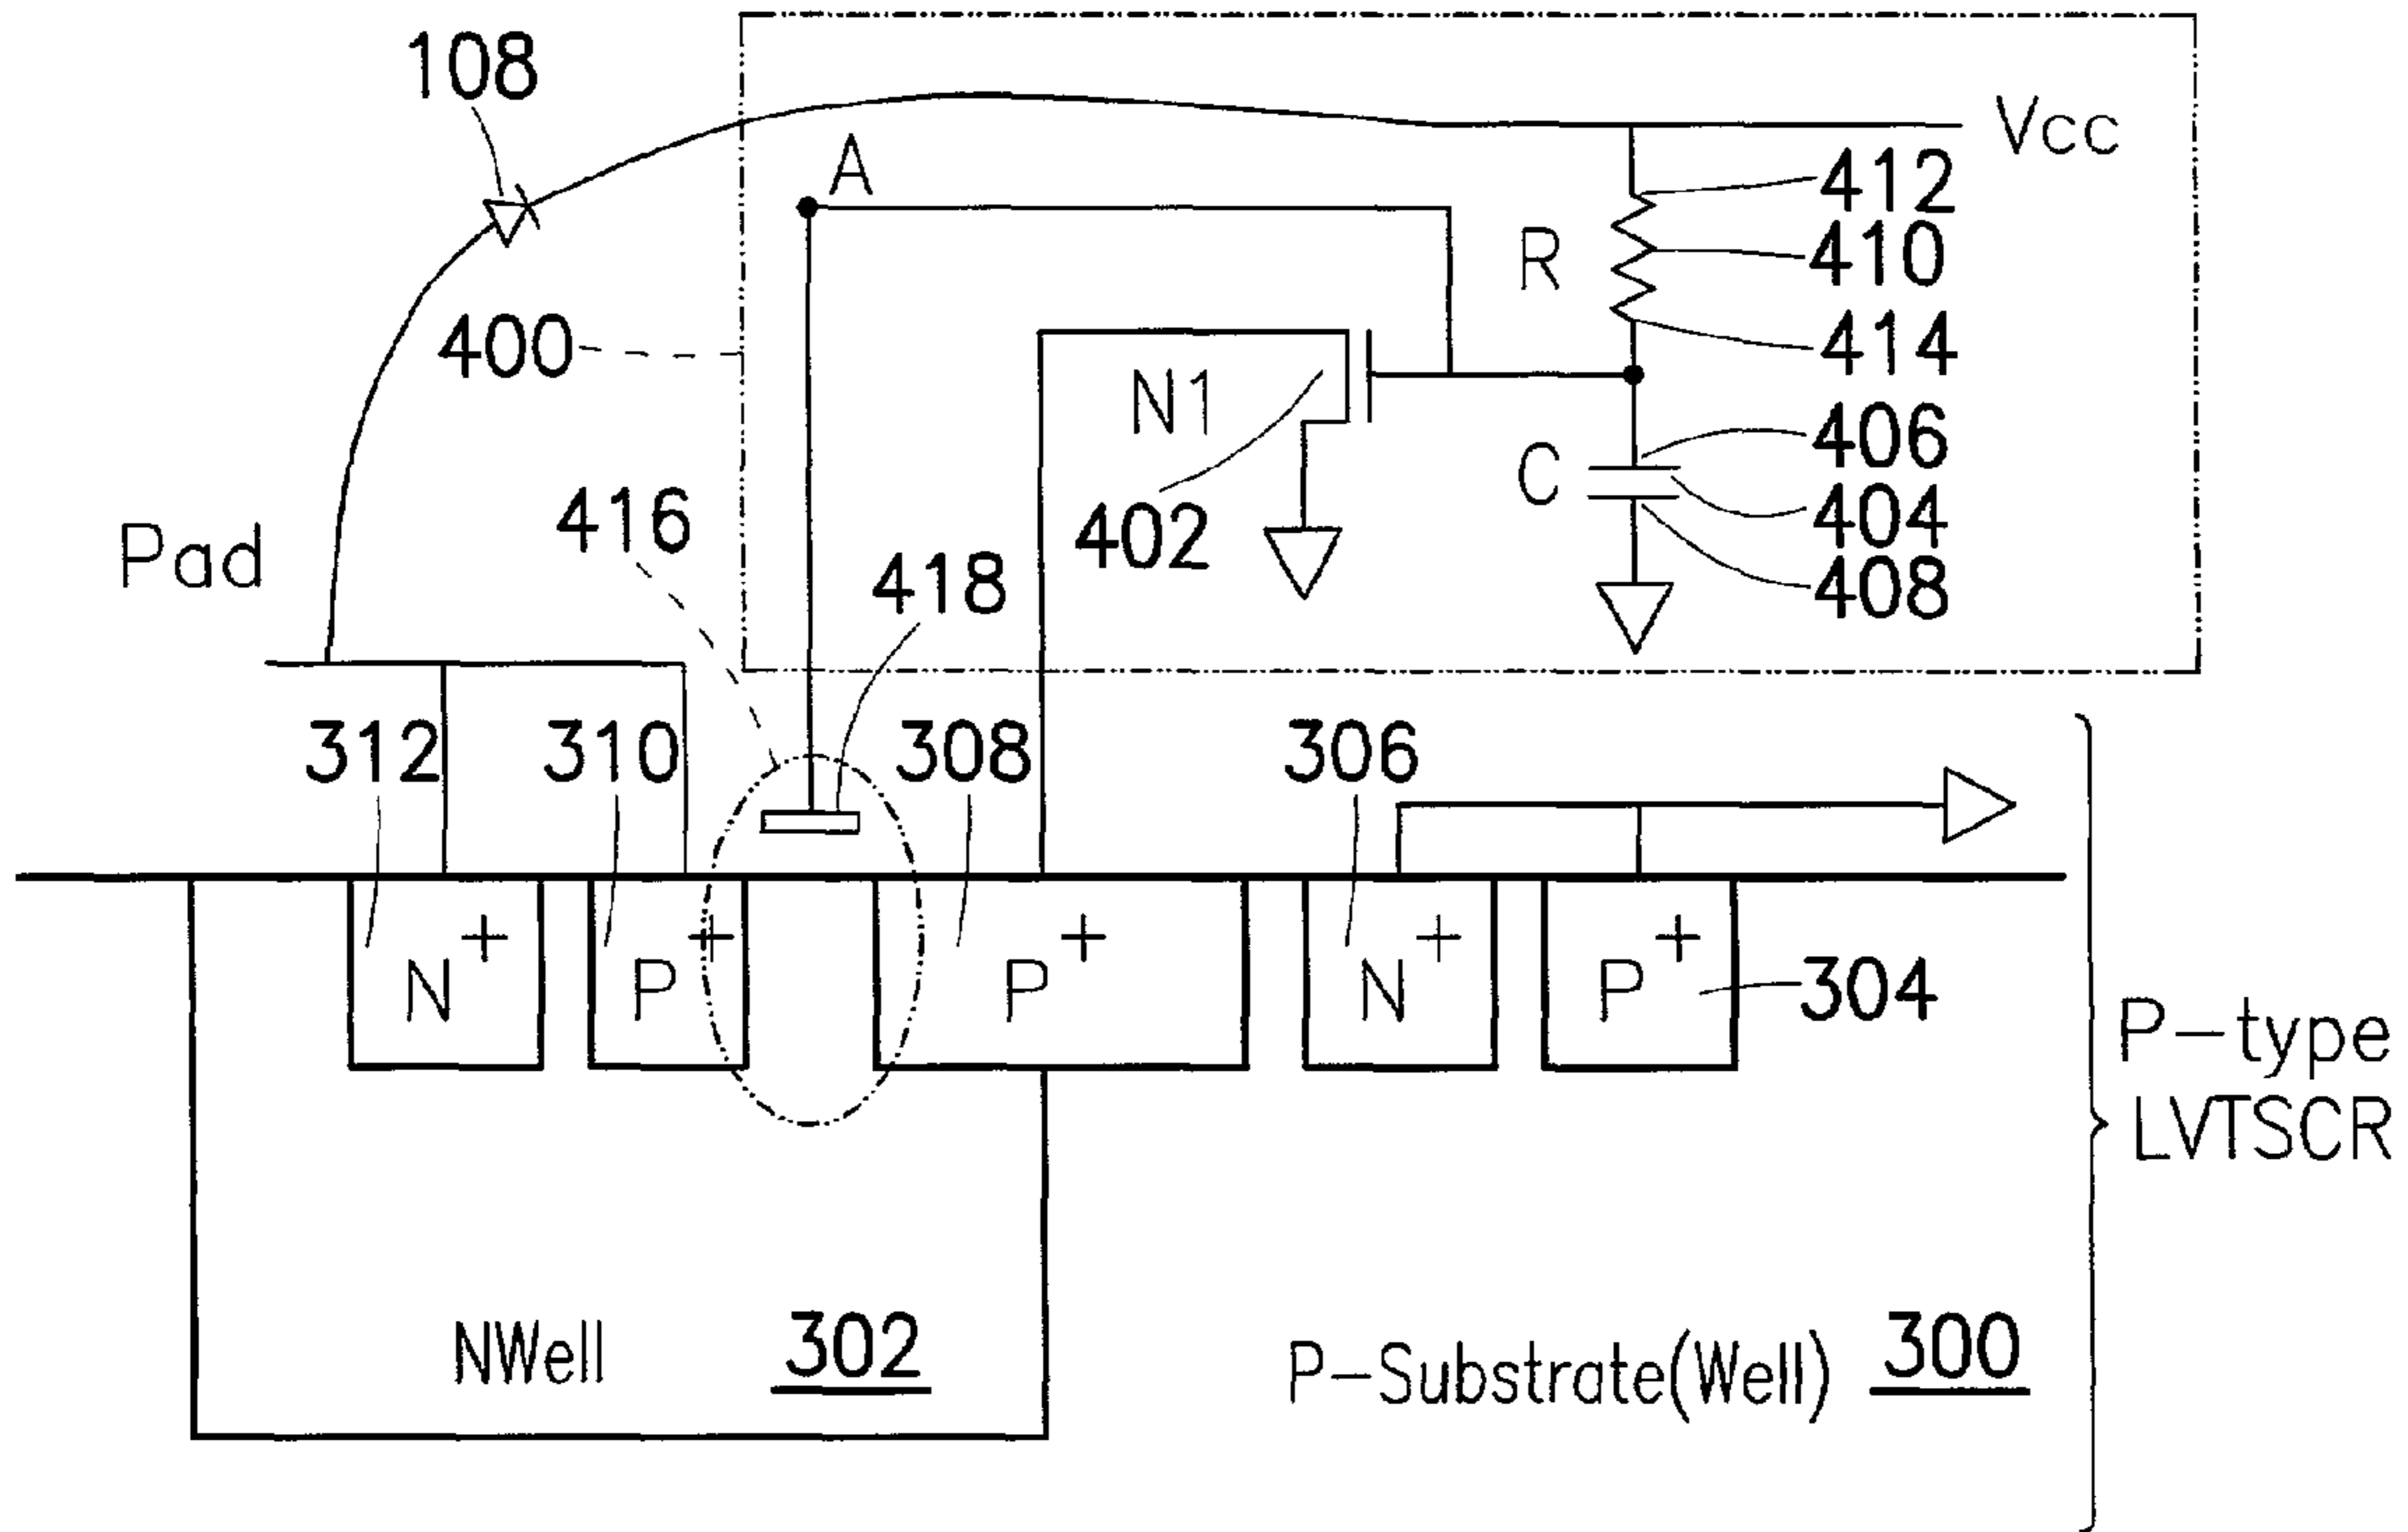 108
Vcc
A
412
R
410
400
414
N1
406
416
C
404
402
Pad
418
408
312
310
308
306
N+
P+
P+
N+
P+
304
P-type
LVTSCR
NWell 302
P-Substrate(Well) 300